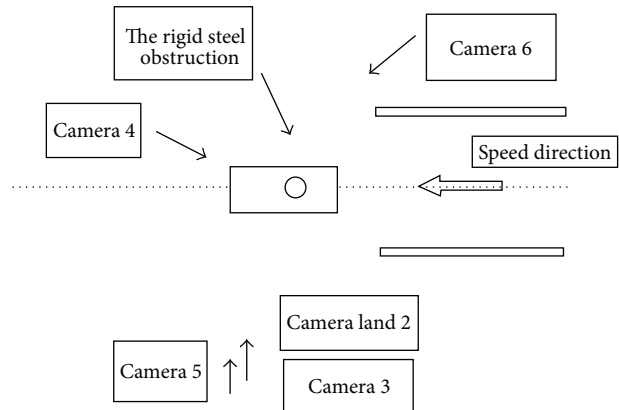 The rigid steel
obstruction
Camera 6
Camera 4
Speed direction
Camera land 2
Camera 5
Camera 3